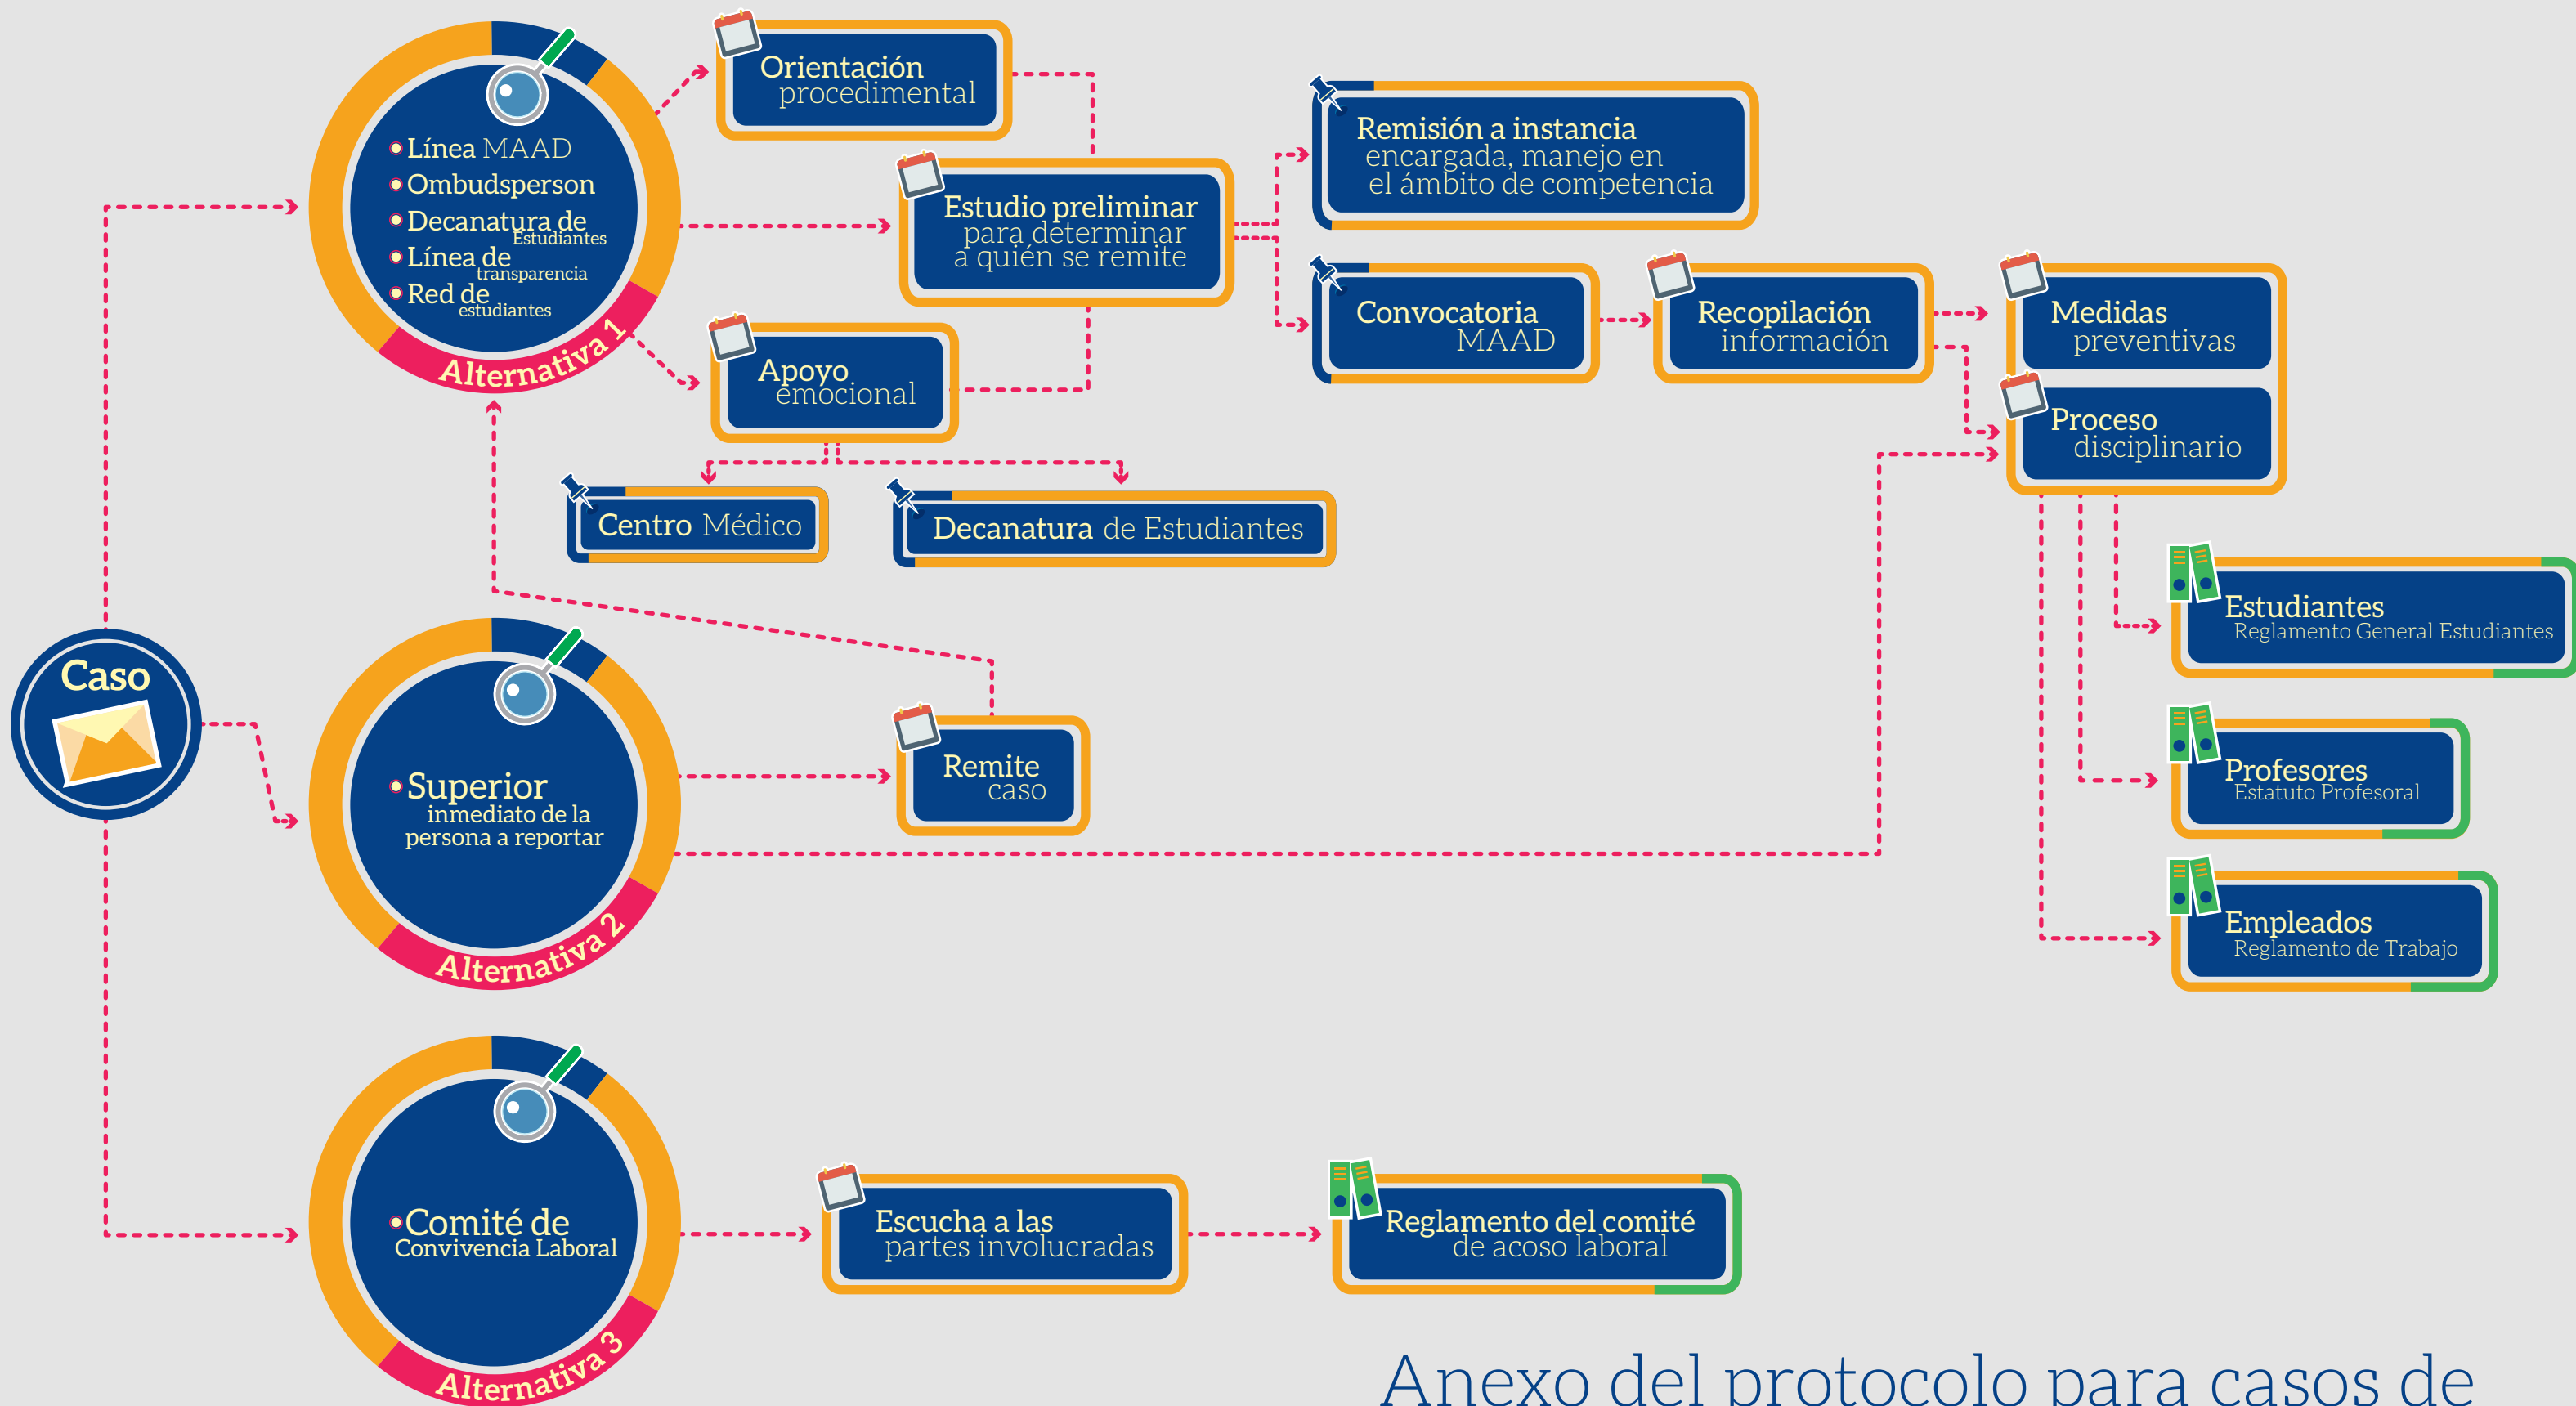 Caso
Línea MAAD
Ombudsperson
Decanatura de
Estudiantes
Línea de
transparencia
Red de
estudiantes
Alternativa 1
Orientación
procedimental
Estudio preliminar
para determinar
a quién se remite
Apoyo
emocional
Centro Médico
Decanatura de Estudiantes
Remisión a instancia
encargada, manejo en
el ámbito de competencia
Convocatoria
MAAD
Recopilación
información
Medidas
preventivas
Proceso
disciplinario
Estudiantes
Reglamento General Estudiantes
Profesores
Estatuto Profesoral
Empleados
Reglamento de Trabajo
Superior
inmediato de la
persona a reportar
Alternativa 2
Remite
caso
Comité de
Convivencia Laboral
Alternativa 3
Escucha a las
partes involucradas
Reglamento del comité
de acoso laboral
Anexo del protocolo para casos de